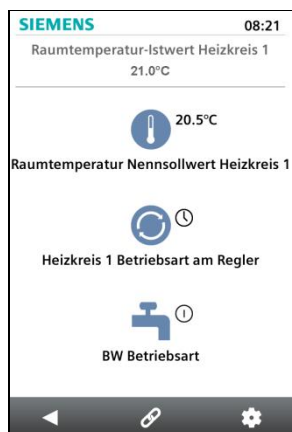 SIEMENS 08:21
Raumtemperatur-Istwert Heizkreis 1
21.0°C
20.5°C
Raumtemperatur Nennsollwert Heizkreis 1
Heizkreis 1 Betriebsart am Regler
BW Betriebsart